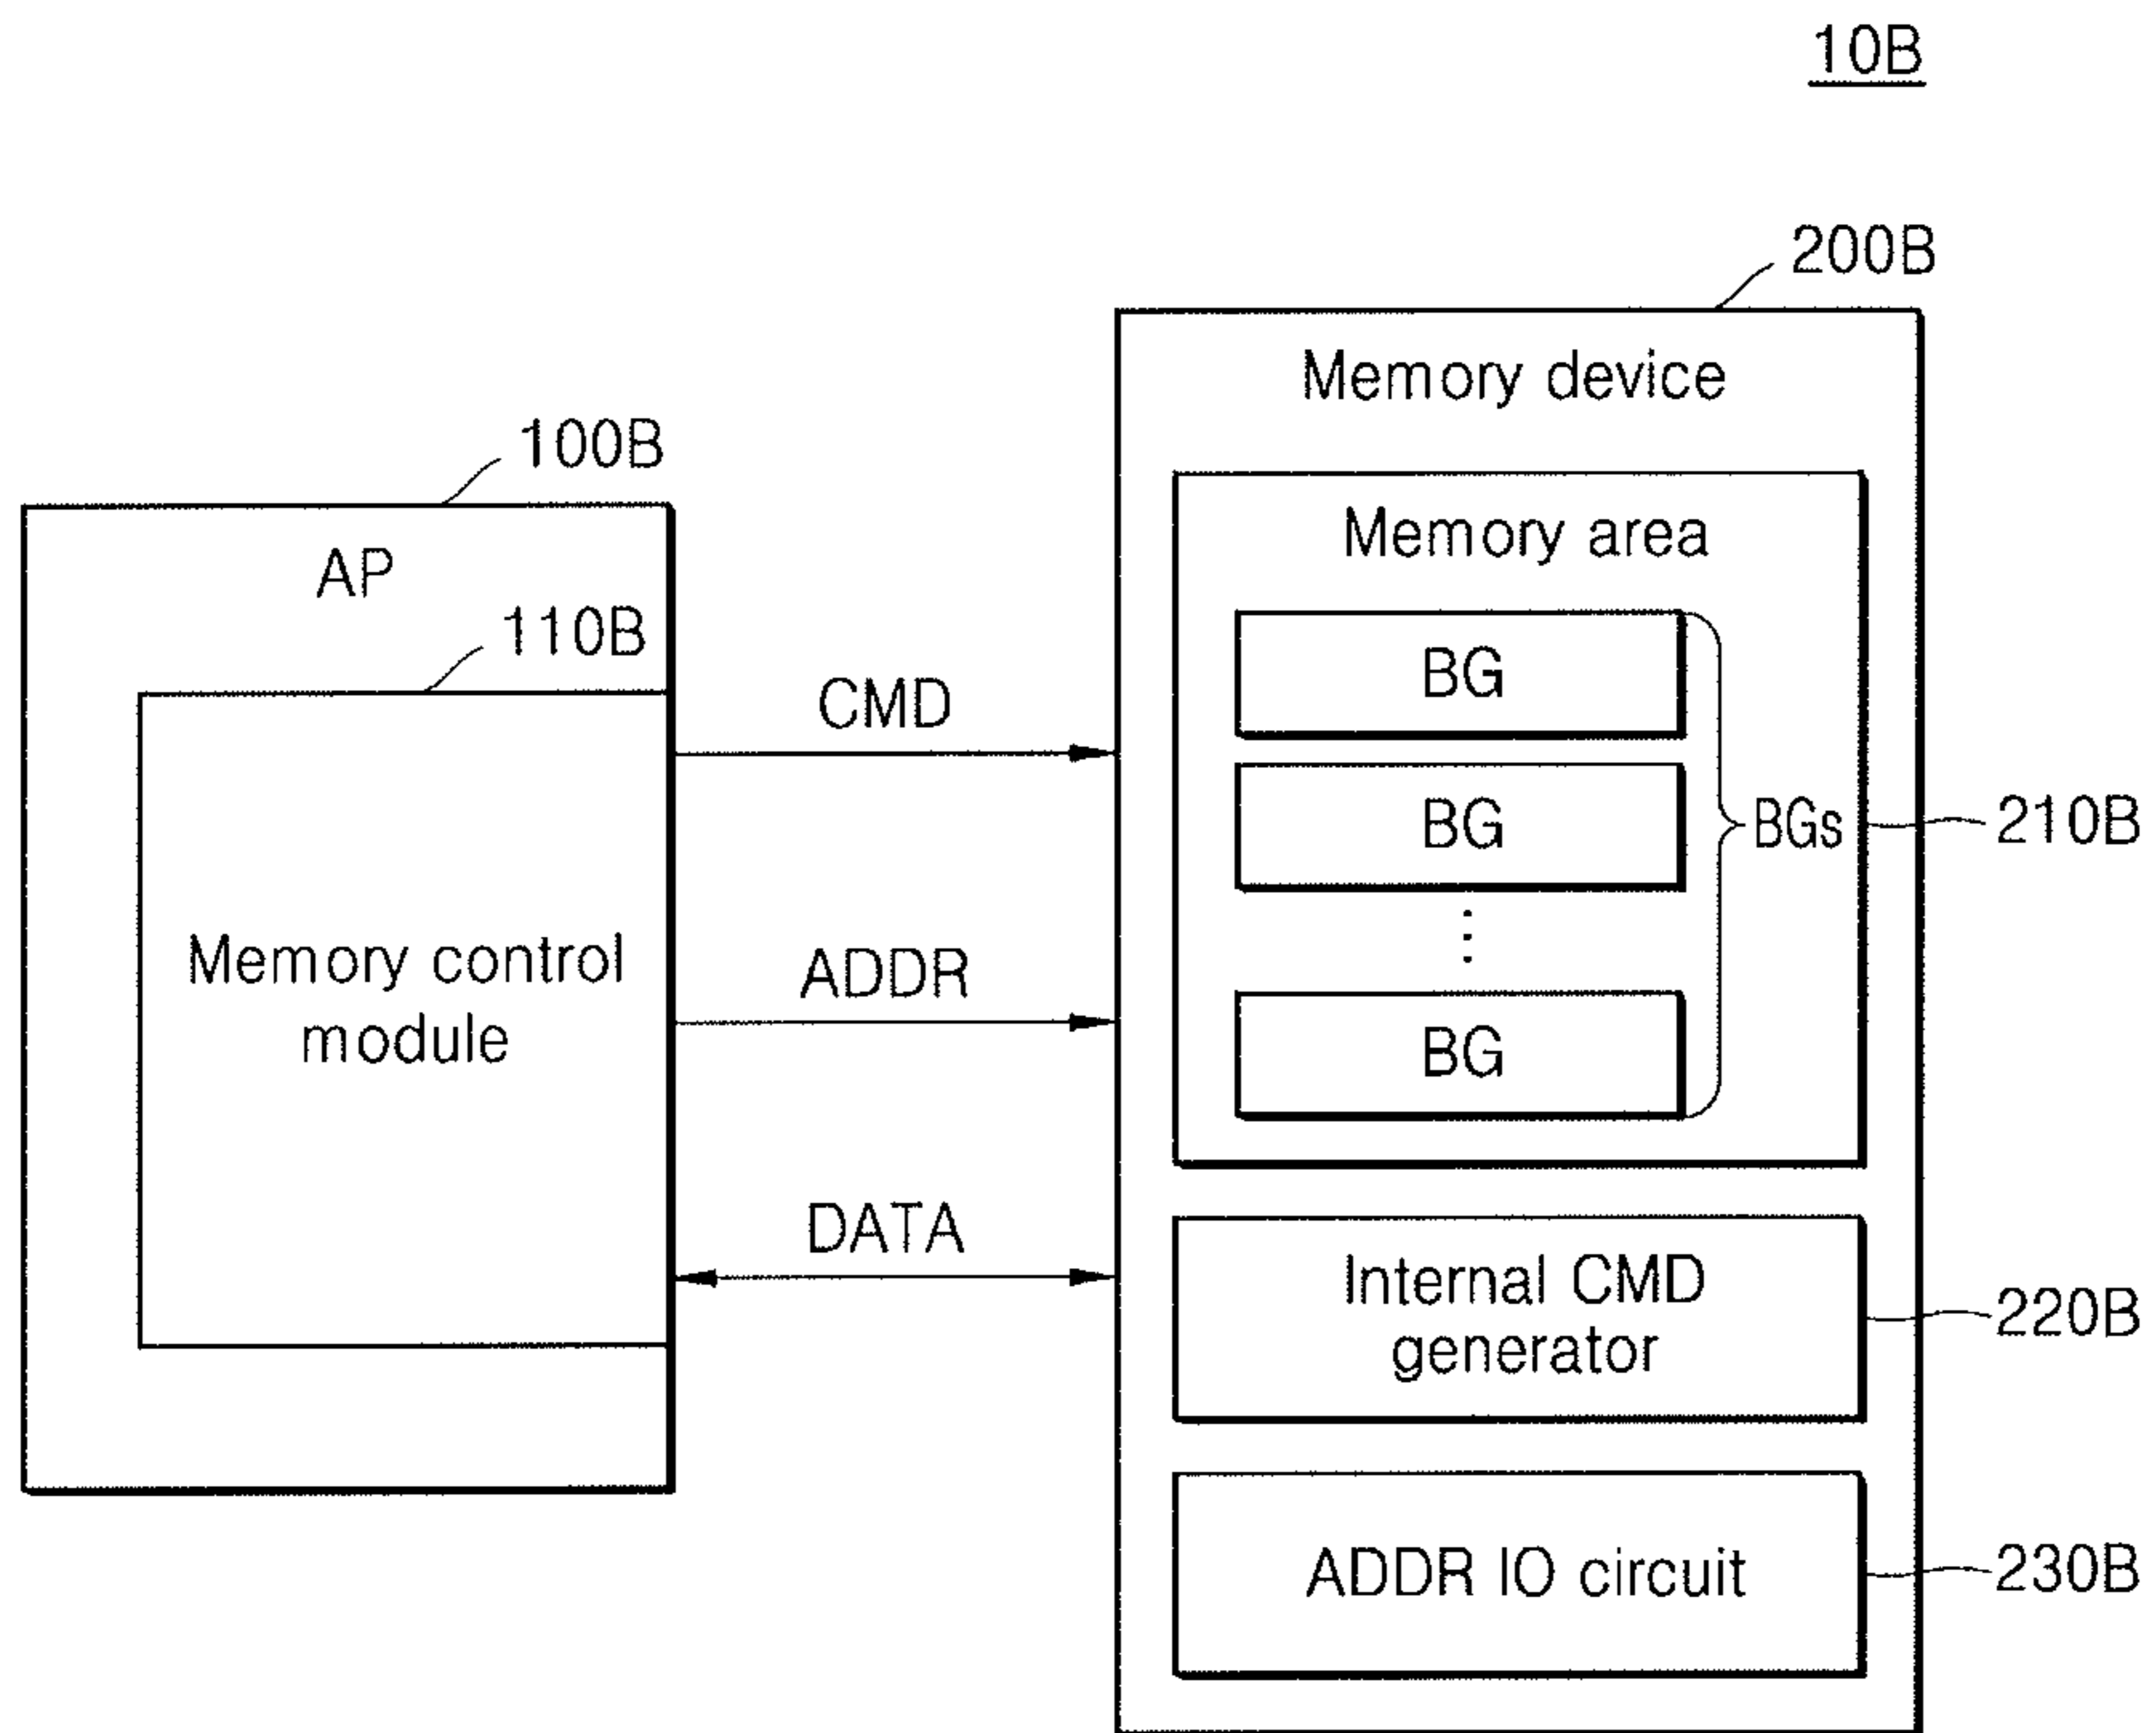 10B
200B
Memory device
100B
Memory area
AP
110B
BG
CMD
BG
BGs
210B
Memory control
module
ADDR
BG
DATA
Internal CMD
generator
220B
ADDR IO circuit
230B